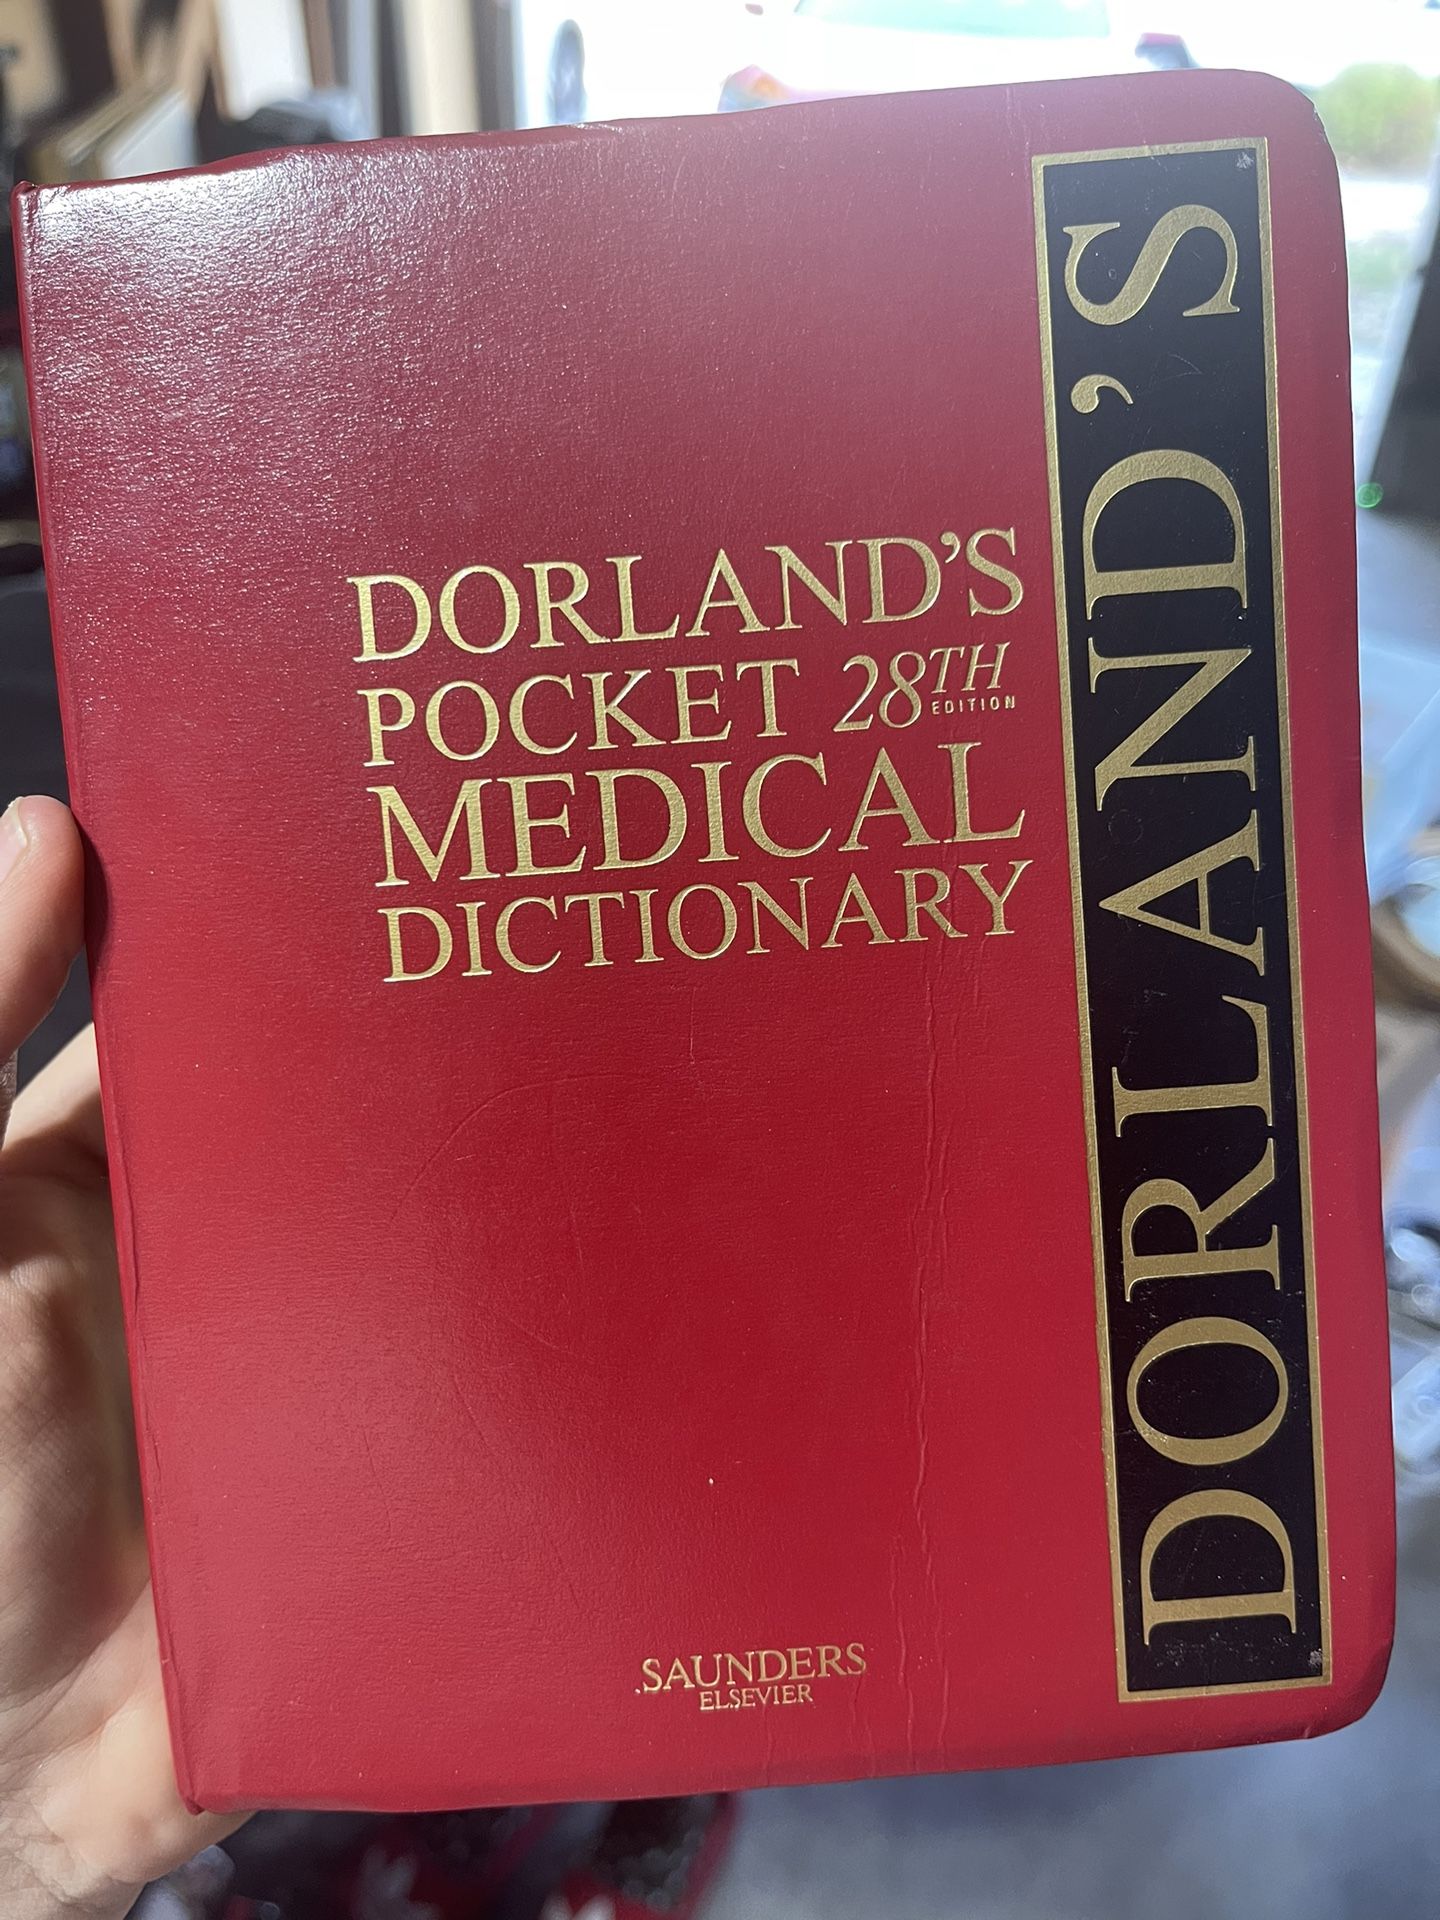 DORLAND'S
POCKET 28TH EDITION
MEDICAL
DICTIONARY
SAUNDERS
ELSEVIER
DORLAND'S